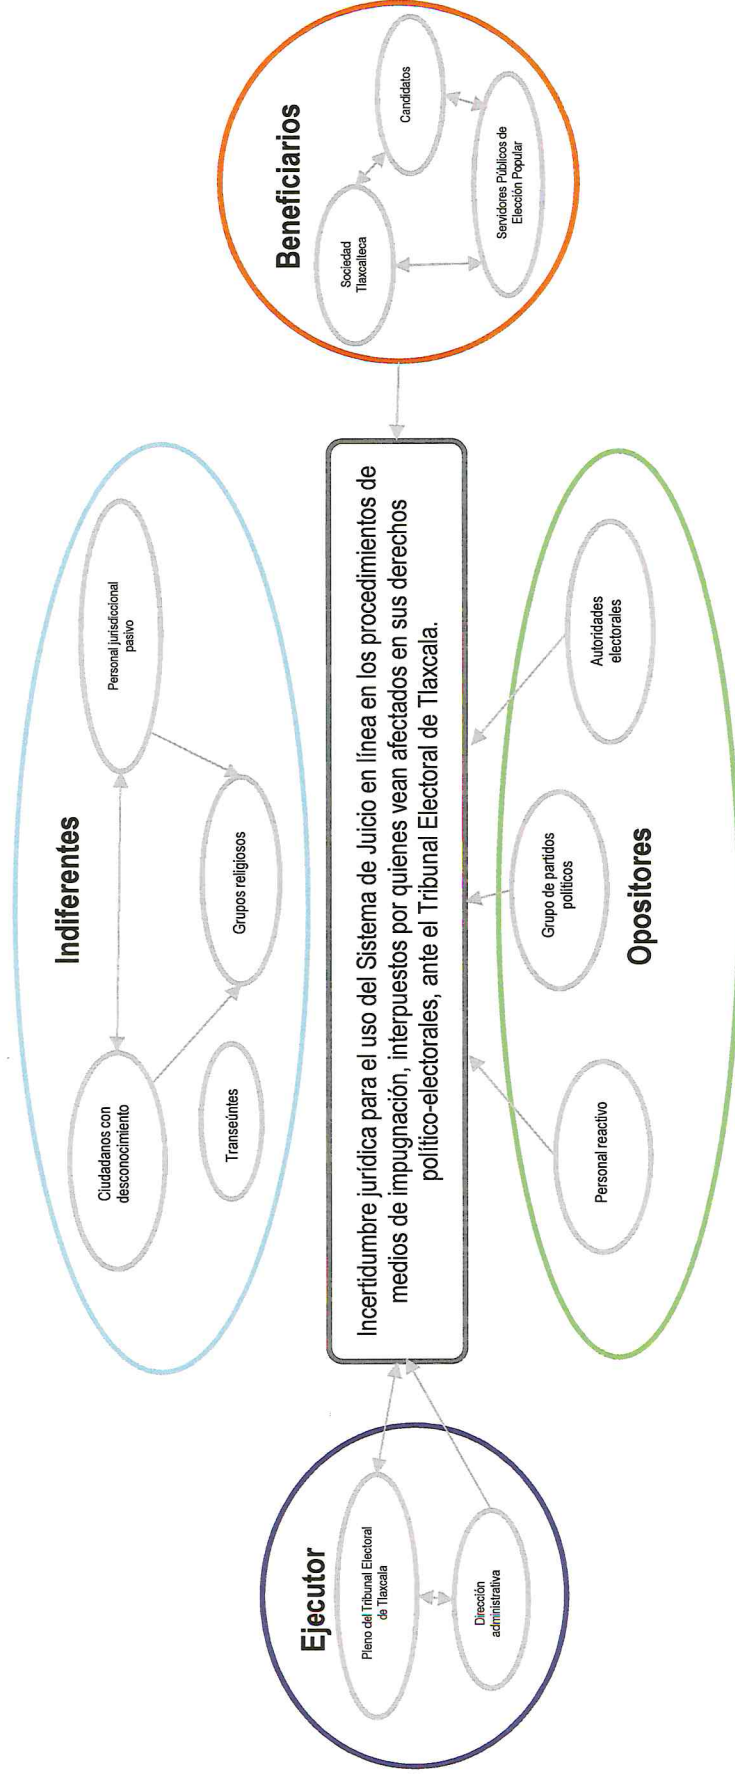 Indiferentes
Ciudadanos con
desconocimiento
Personal jurisdiccional
pasivo
Transeúntes
Grupos religiosos
Ejecutor
Pleno del Tribunal Electoral
de Tlaxcala
Dirección
administrativa
Incertidumbre jurídica para el uso del Sistema de Juicio en línea en los procedimientos de
medios de impugnación, interpuestos por quienes vean afectados en sus derechos
político-electorales, ante el Tribunal Electoral de Tlaxcala.
Beneficiarios
Sociedad
Tlaxcalteca
Candidatos
Servidores Públicos de
Elección Popular
Personal reactivo
Grupo de partidos
políticos
Autoridades
electorales
Opositores